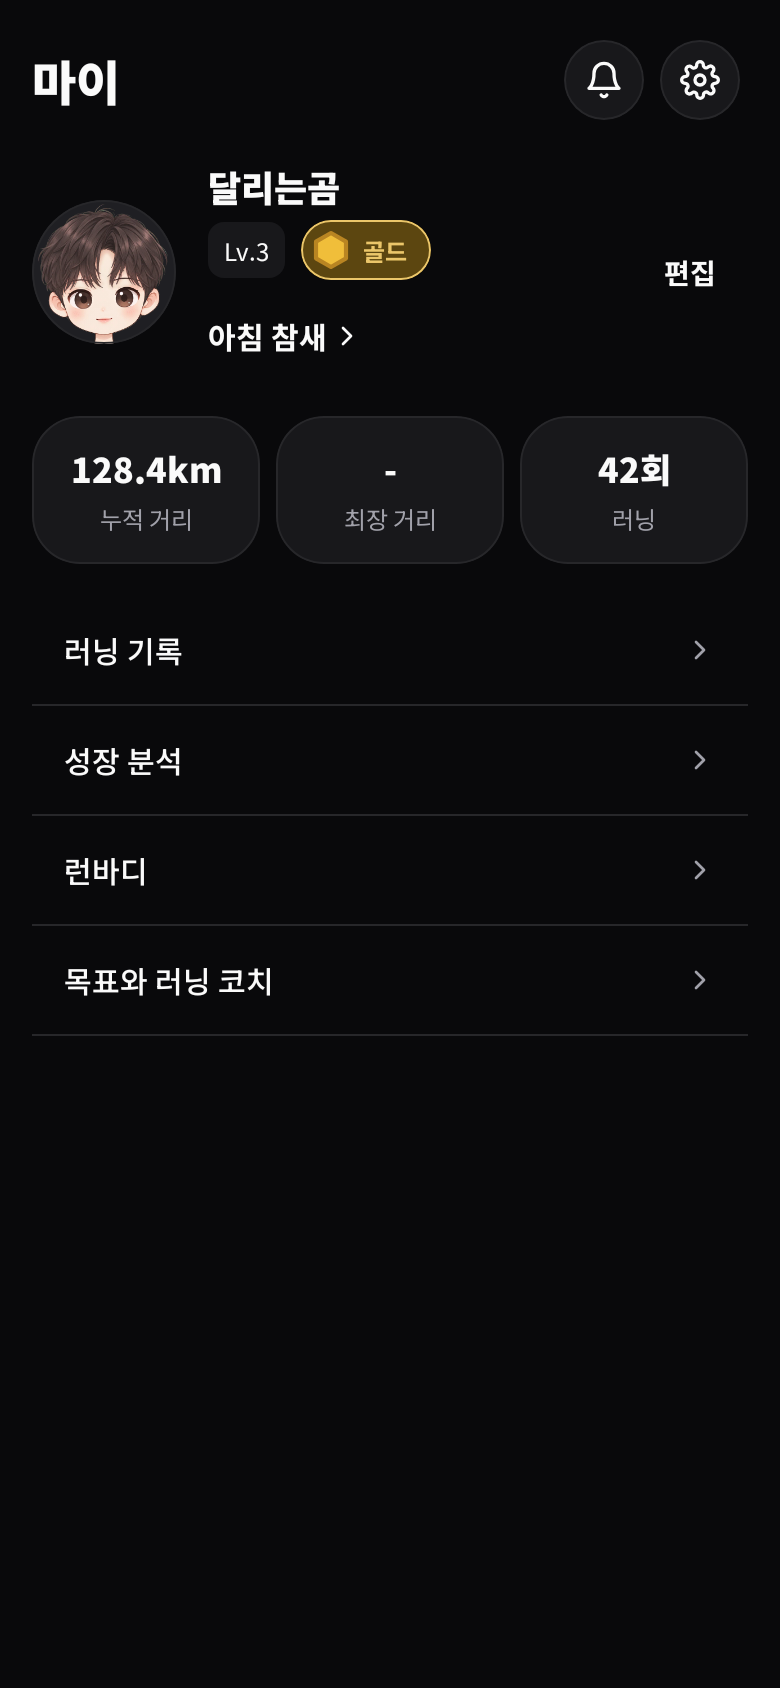 마이
달리는곰
Lv.3 골드
편집
아침 참새
128.4km - 42회
누적 거리 최장 거리 러닝
러닝 기록
성장 분석
런바디
목표와 러닝 코치